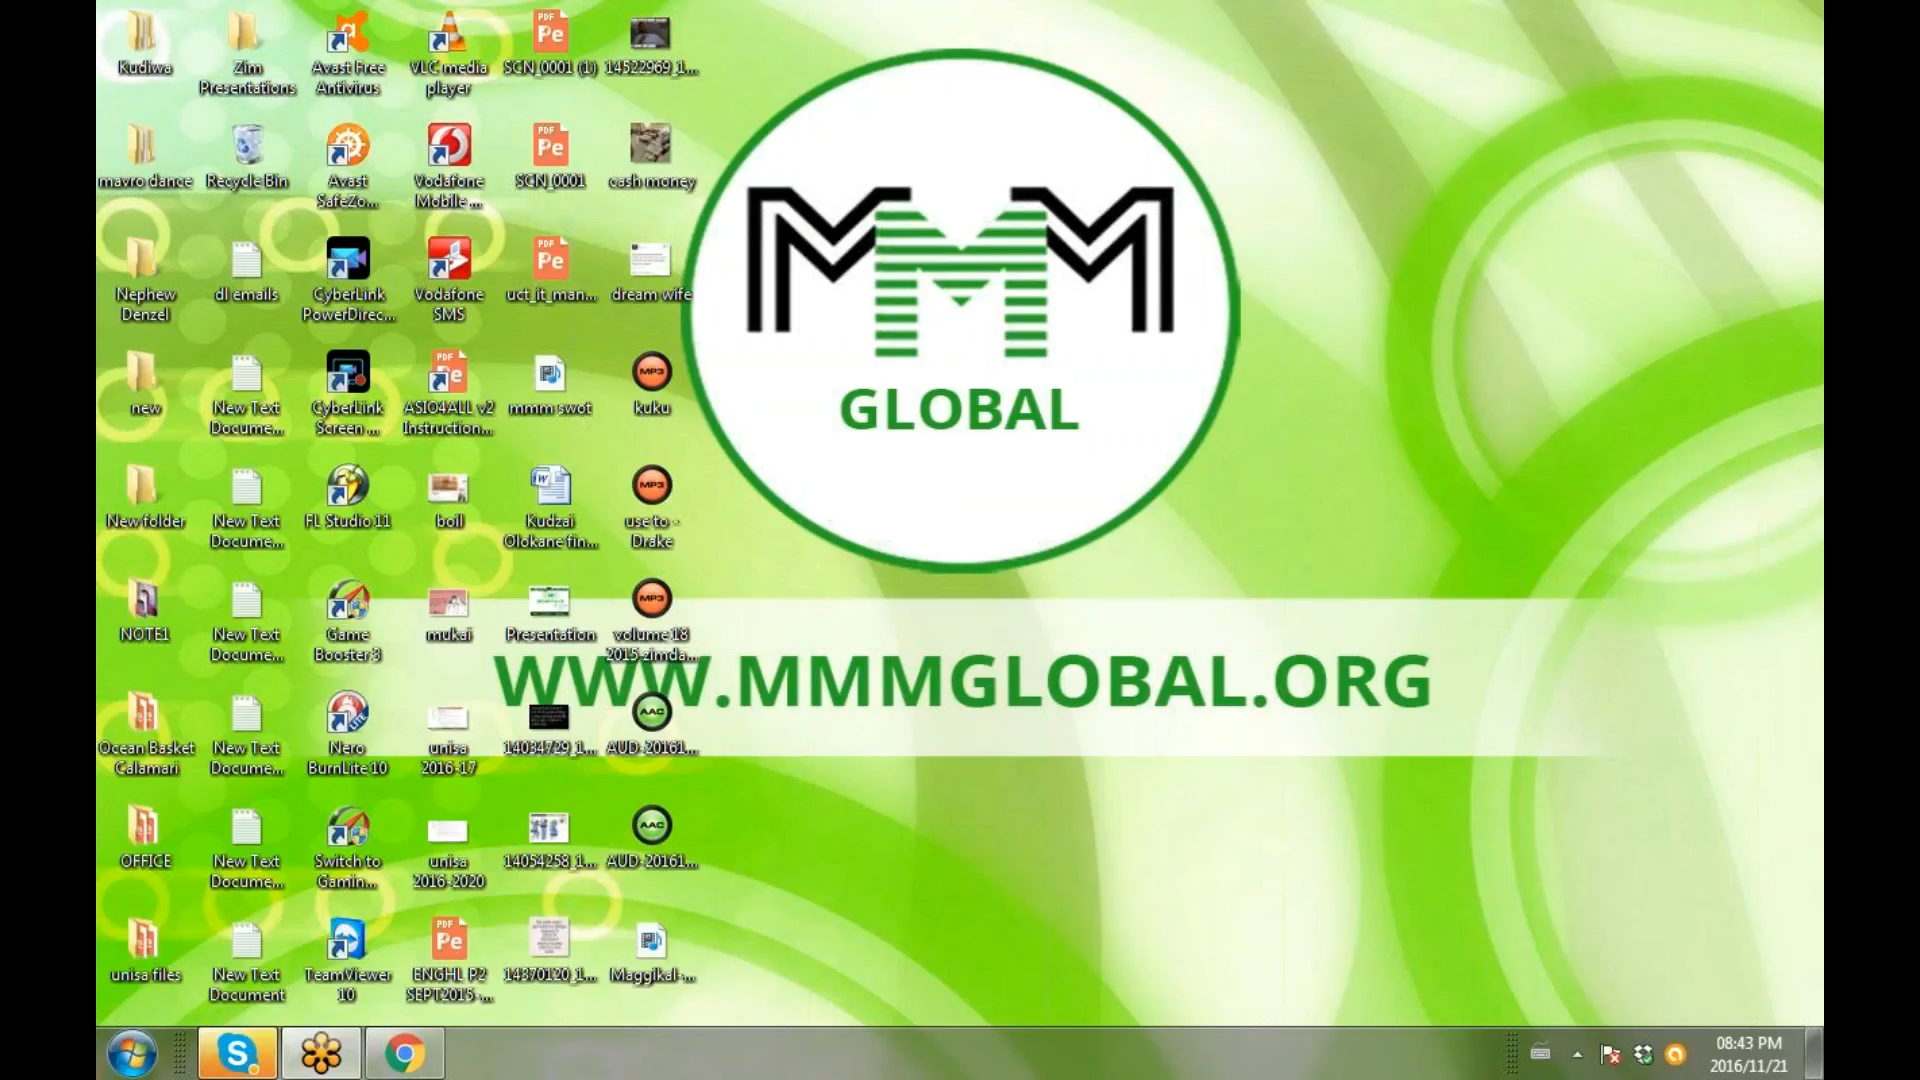 Kudiwa
Zim
Presentations
Avast Free
Antivirus
VLC media
player
SCN_0001 (1)
14522969_1...
mavro dance
Recycle Bin
Avast
SafeZo...
Vodafone
Mobile ...
SCN_0001
cash money
Nephew
Denzel
dl emails
CyberLink
PowerDirec...
Vodafone
SMS
uct_it_man...
dream wife
new
New Text
Docume...
CyberLink
Screen ...
ASIO4ALL v2
Instruction...
mmm swot
kuku
New folder
New Text
Docume...
FL Studio 11
boil
Kudzai
Olokane fin...
use to -
Drake
NOTE1
New Text
Docume...
Game
Booster 3
mukai
Presentation
volume 18
2015 zimda...
Ocean Basket
Calamari
New Text
Docume...
Nero
BurnLite 10
unisa
2016-17
14034729_1...
AUD-20161...
OFFICE
New Text
Docume...
Switch to
Gamin...
unisa
2016-2020
14054258_1...
AUD-20161...
unisa files
New Text
Document
TeamViewer
10
ENGHL P2
SEPT2015-...
14370120_1...
Maggikal-...
MMM
GLOBAL
WWW.MMMGLOBAL.ORG
08:43 PM
2016/11/21